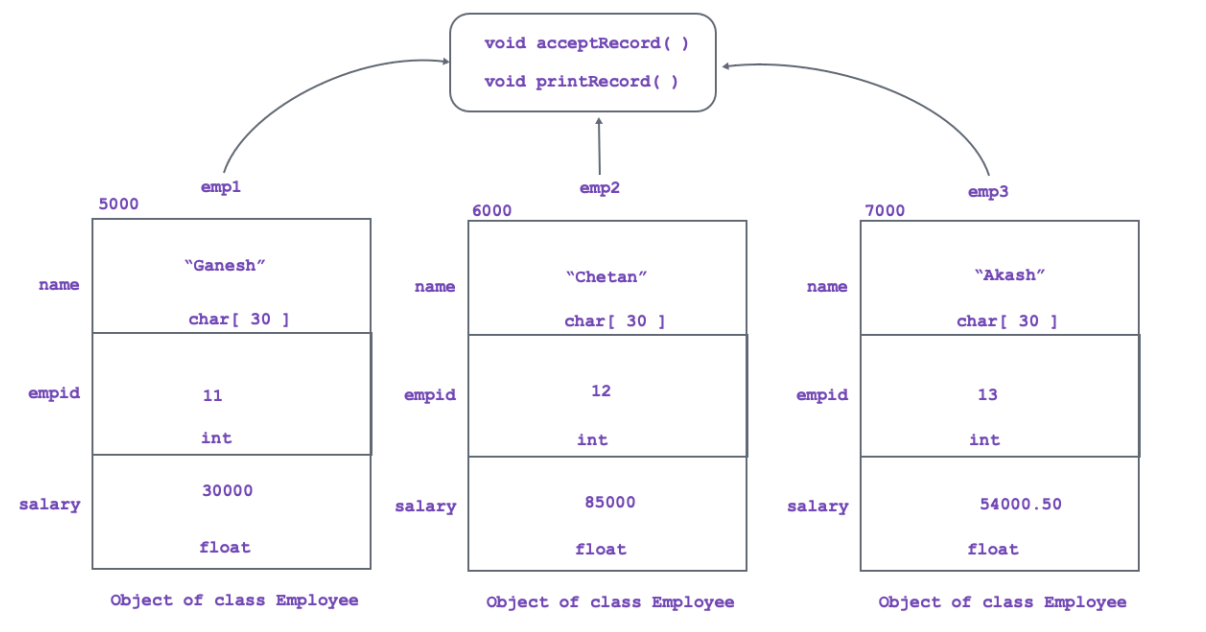 void acceptRecord( )
void printRecord( )
emp1
emp2
emp3
5000
6000
7000
name
“Ganesh”
char[ 30 ]
empid
11
int
salary
30000
float
Object of class Employee
name
“Chetan”
char[ 30 ]
empid
12
int
salary
85000
float
Object of class Employee
name
“Akash”
char[ 30 ]
empid
13
int
salary
54000.50
float
Object of class Employee